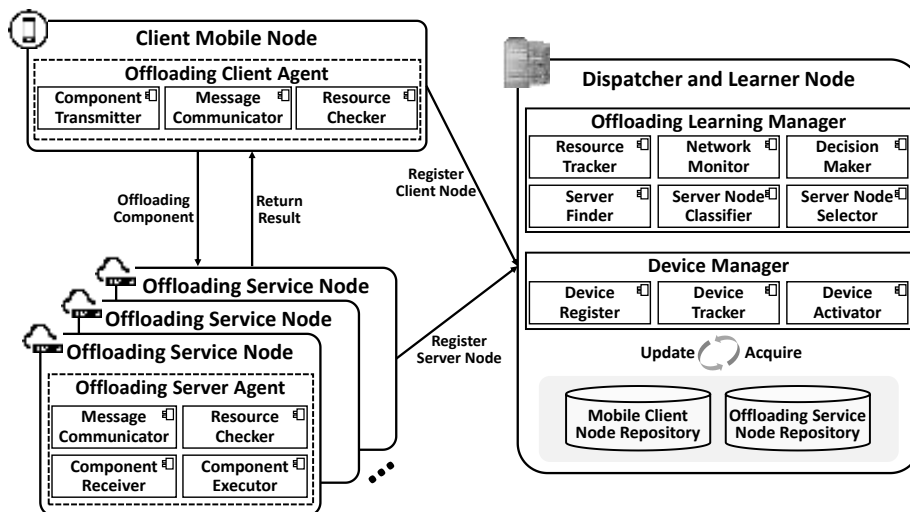 Client Mobile Node
Offloading Client Agent
Component
Transmitter
Message
Communicator
Resource
Checker
Offloading
Component
Return
Result
Register
Client Node
Offloading Service Node
Offloading Service Node
Offloading Service Node
Offloading Server Agent
Message
Communicator
Resource
Checker
Component
Receiver
Component
Executor
Register
Server Node
Dispatcher and Learner Node
Offloading Learning Manager
Resource
Tracker
Network
Monitor
Decision
Maker
Server
Finder
Server Node
Classifier
Server Node
Selector
Device Manager
Device
Register
Device
Tracker
Device
Activator
Update
Acquire
Mobile Client
Node Repository
Offloading Service
Node Repository